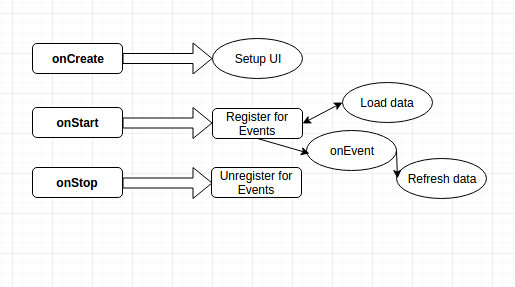 onCreate
Setup UI
onStart
Register for
Events
Load data
onEvent
onStop
Unregister for
Events
Refresh data